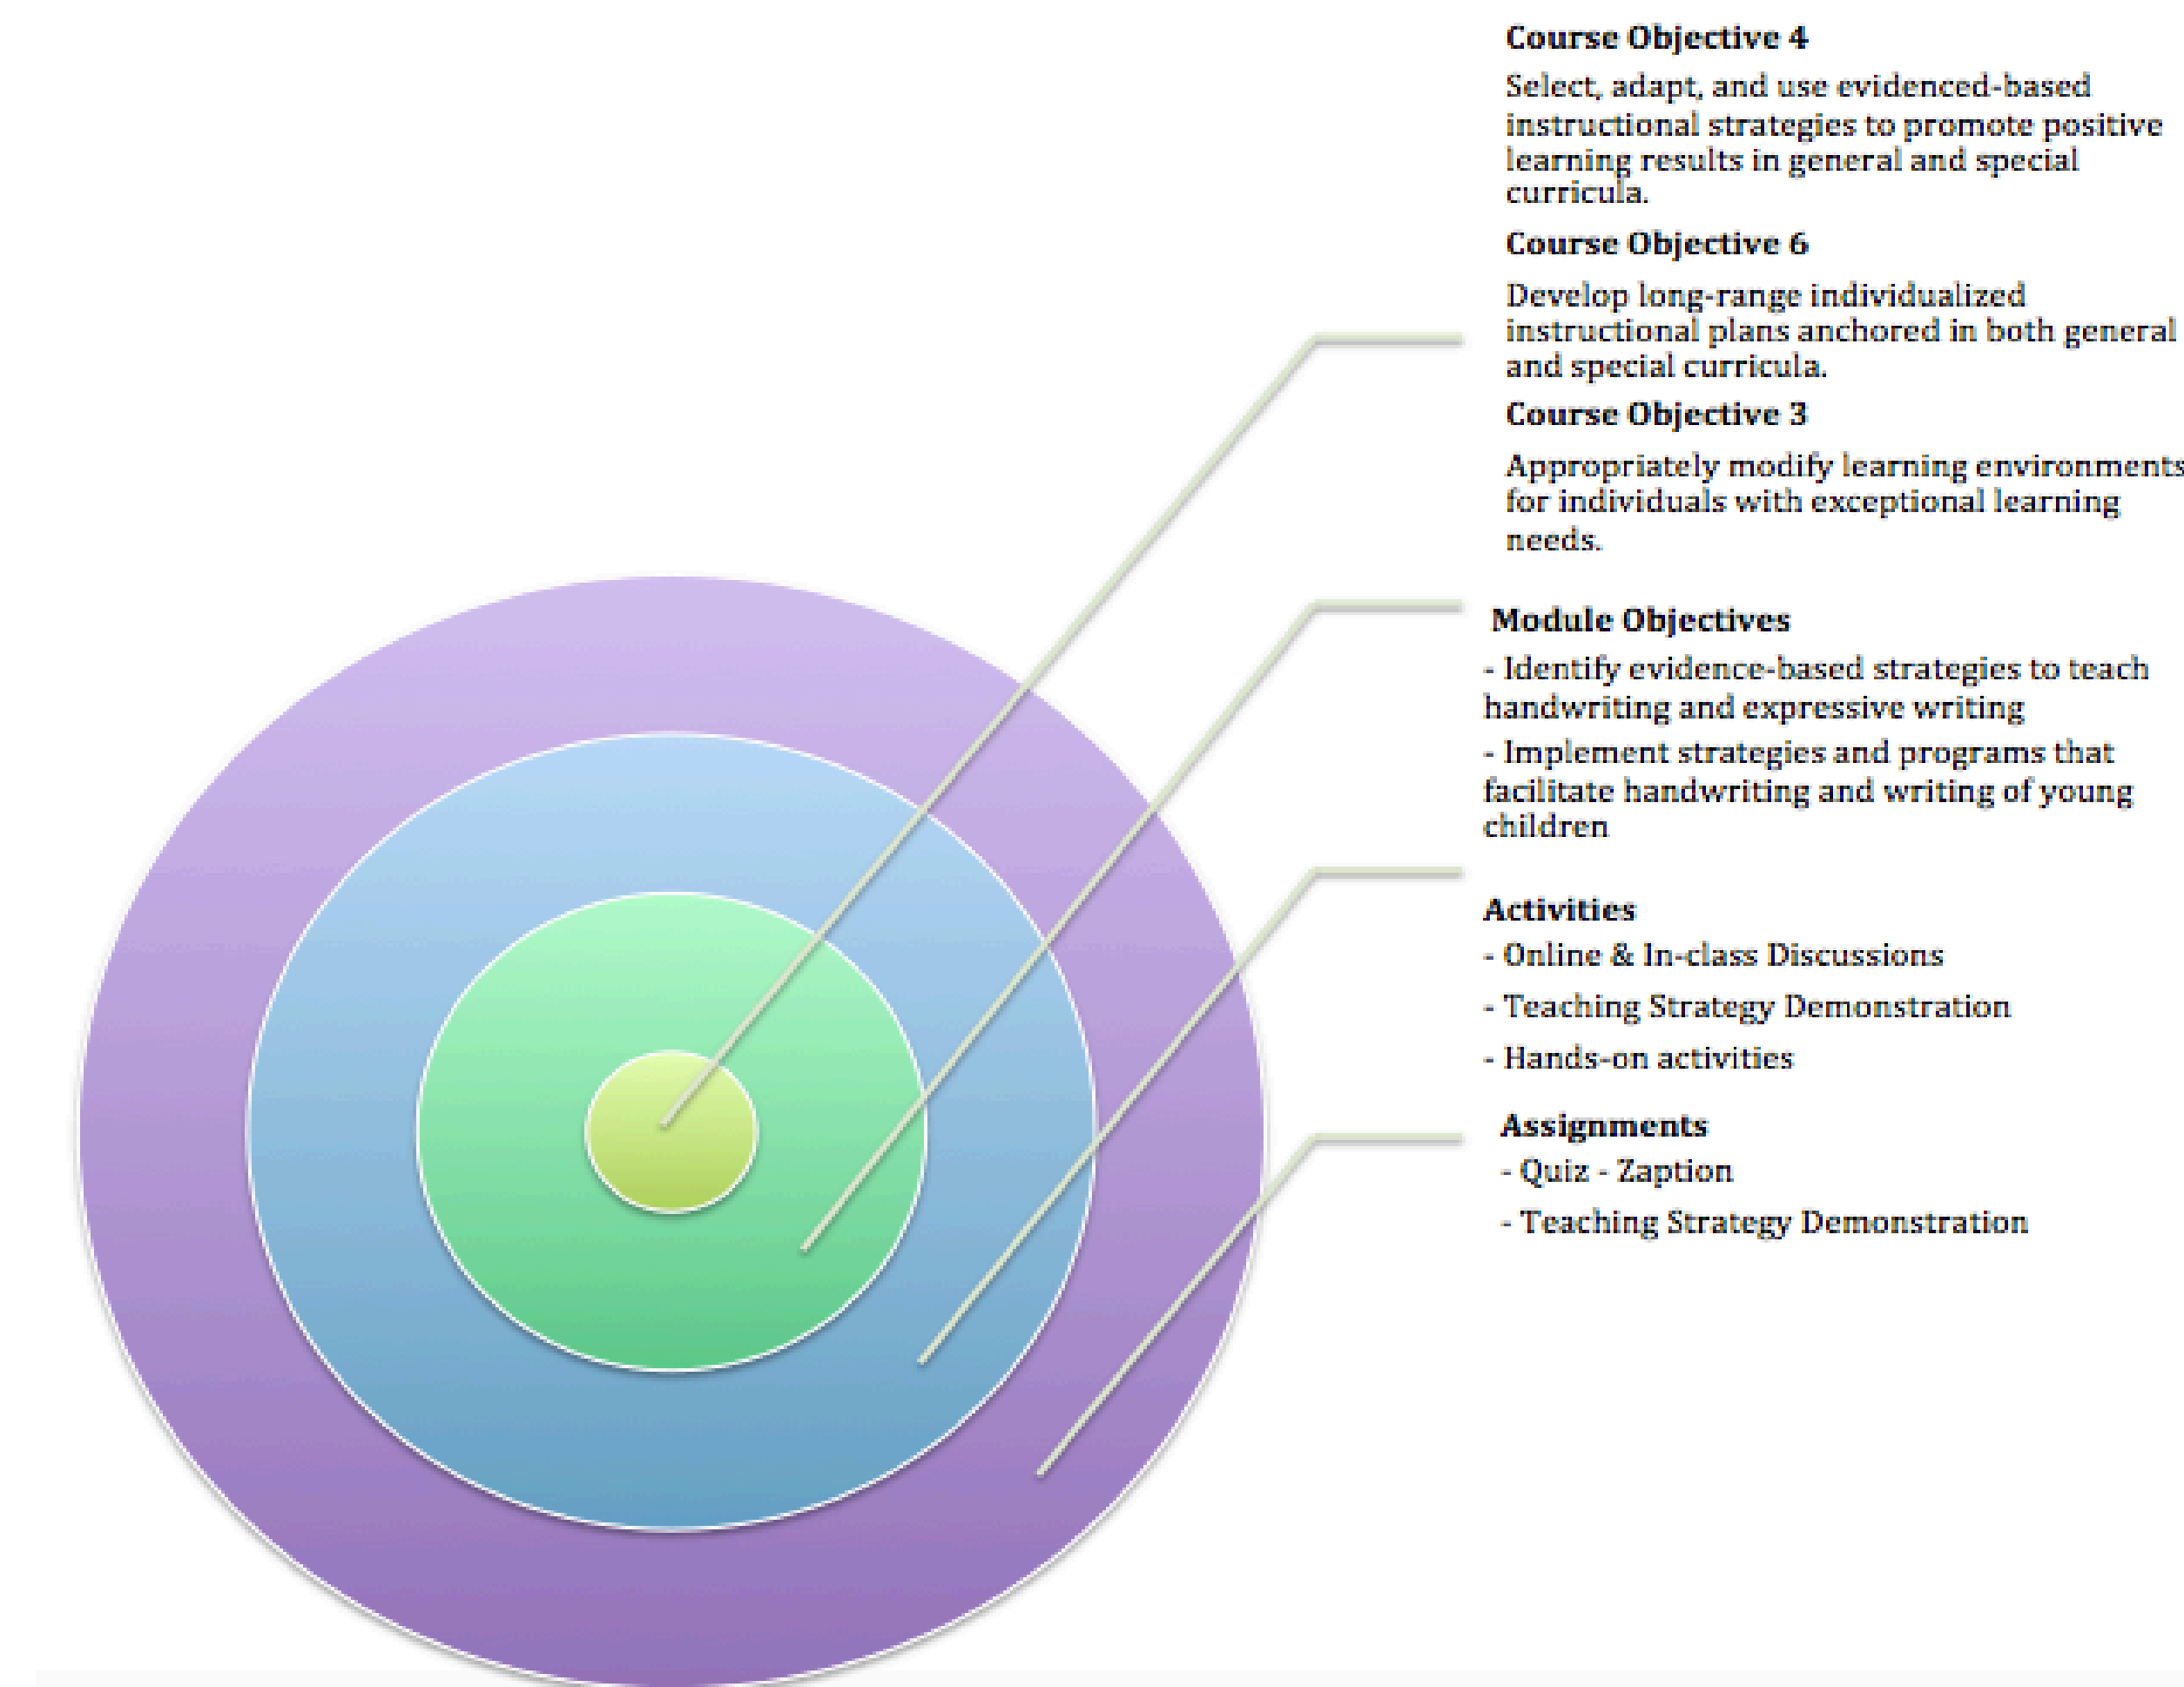 Course Objective 4
Select, adapt, and use evidenced-based
instructional strategies to promote positive
learning results in general and special
curricula.
Course Objective 6
Develop long-range individualized
instructional plans anchored in both general
and special curricula.
Course Objective 3
Appropriately modify learning environments
for individuals with exceptional learning
needs.
Module Objectives
- Identify evidence-based strategies to teach
handwriting and expressive writing
- Implement strategies and programs that
facilitate handwriting and writing of young
children
Activities
- Online & In-class Discussions
- Teaching Strategy Demonstration
- Hands-on activities
Assignments
- Quiz - Zaption
- Teaching Strategy Demonstration